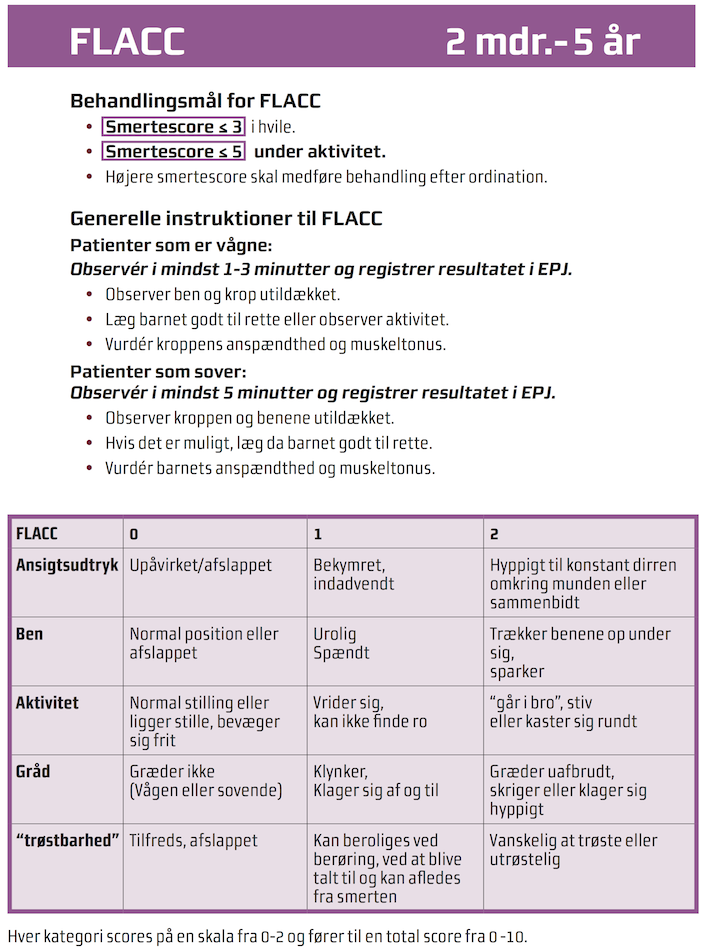 FLACC 2 mdr.- 5 år
Behandlingsmål for FLACC
• Smertescore ≤ 3 i hvile.
• Smertescore ≤ 5 under aktivitet.
• Højere smertescore skal medføre behandling efter ordination.
Generelle instruktioner til FLACC
Patienter som er vågne:
Observér i mindst 1-3 minutter og registrer resultatet i EPJ.
• Observer ben og krop utildækket.
• Læg barnet godt til rette eller observer aktivitet.
• Vurdér kroppens anspændthed og muskeltonus.
Patienter som sover:
Observér i mindst 5 minutter og registrer resultatet i EPJ.
• Observer kroppen og benene utildækket.
• Hvis det er muligt, læg da barnet godt til rette.
• Vurdér barnets anspændthed og muskeltonus.
FLACC 0 1 2
Ansigtsudtryk
Upåvirket/afslappet
Bekymret,
indadvendt
Hyppigt til konstant dirren
omkring munden eller
sammenbidt
Ben
Normal position eller
afslappet
Urolig
Spændt
Trækker benene op under
sig,
sparker
Aktivitet
Normal stilling eller
ligger stille, bevæger
sig frit
Vrider sig,
kan ikke finde ro
"går i bro", stiv
eller kaster sig rundt
Gråd
Græder ikke
(Vågen eller sovende)
Klynker,
Klager sig af og til
Græder uafbrudt,
skriger eller klager sig
hyppigt
"trøstbarhed"
Tilfreds, afslappet
Kan beroliges ved
berøring, ved at blive
talt til og kan afledes
fra smerten
Vanskelig at trøste eller
utrøstelig
Hver kategori scores på en skala fra 0-2 og fører til en total score fra 0 -10.